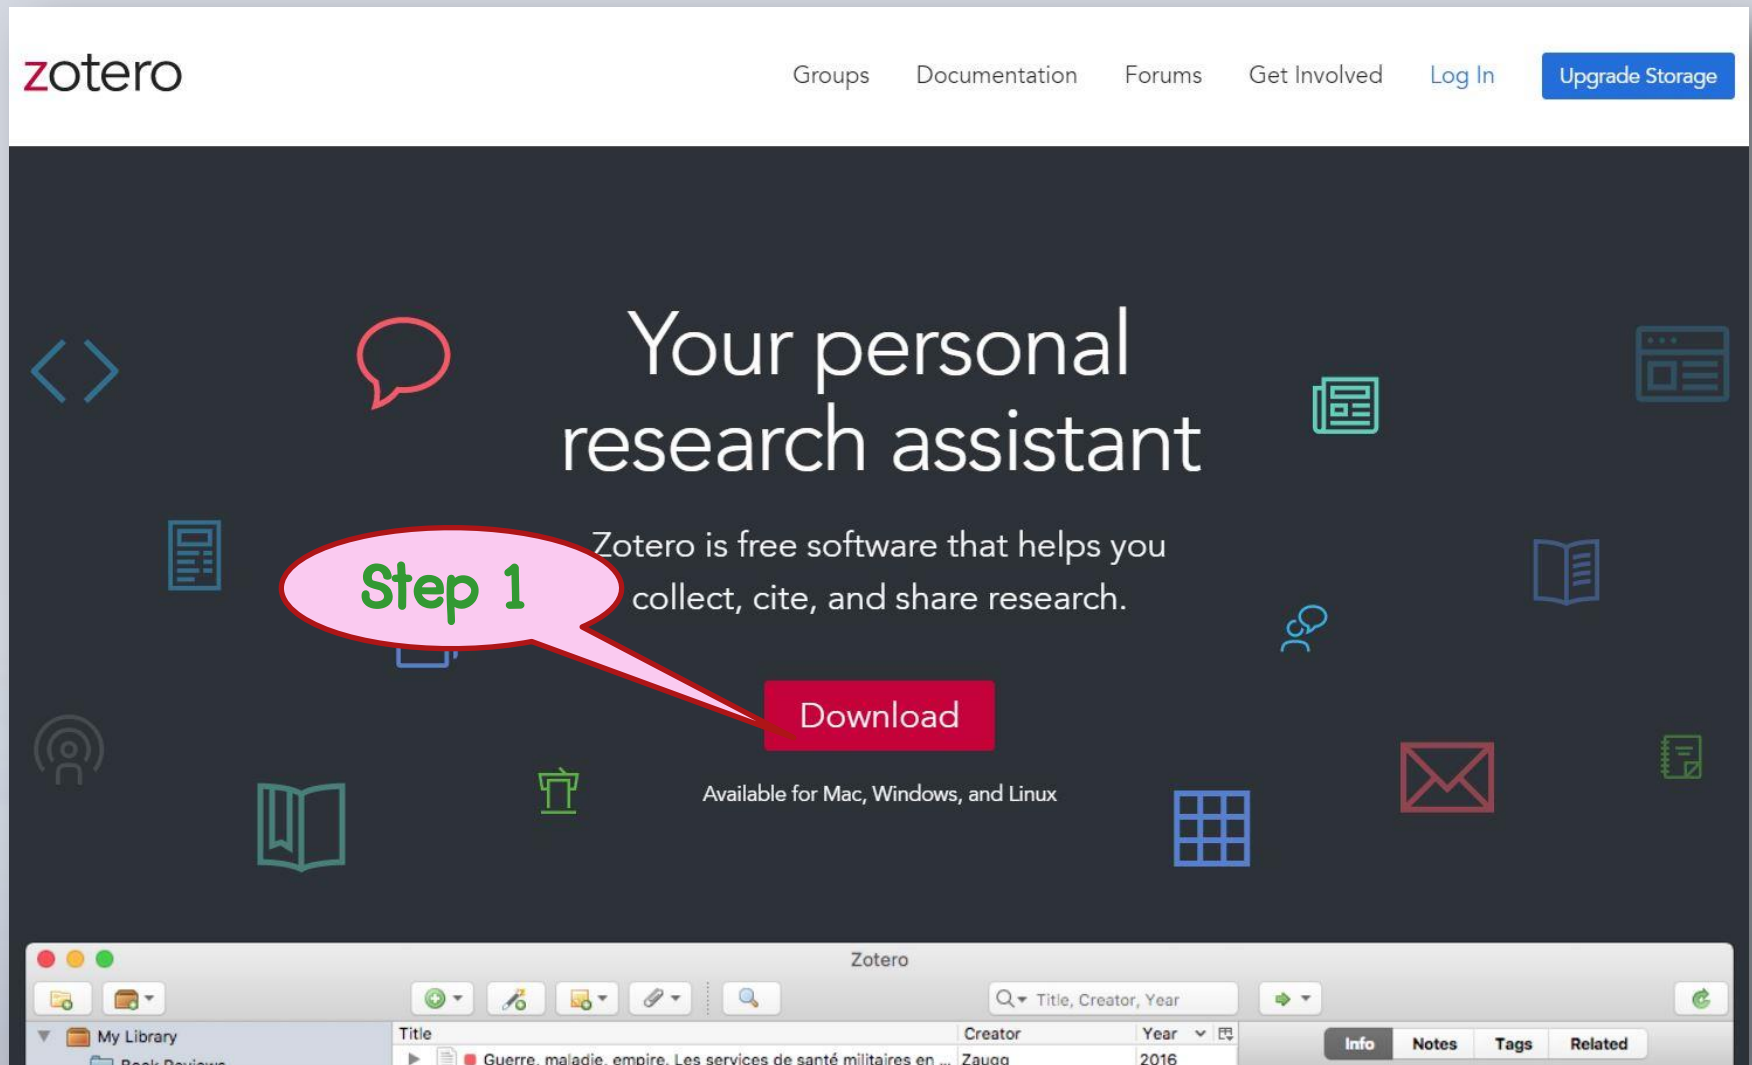 zotero
Groups Documentation Forums Get Involved Log In Upgrade Storage
Your personal
research assistant
Zotero is free software that helps you
collect, cite, and share research.
Step 1
Download
Available for Mac, Windows, and Linux
Zotero
Title, Creator, Year
My Library
Title Creator Year
Info Notes Tags Related
Book Reviews
Guerre, maladie, empire. Les services de santé militaires en ... Zaugg 2016